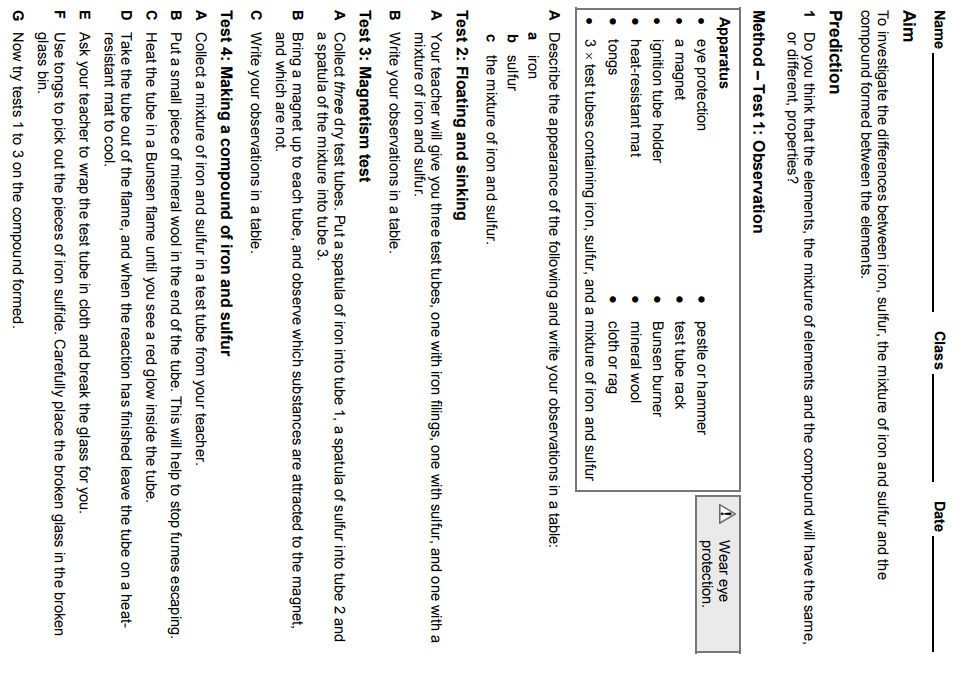 Name Class Date
Aim
To investigate the differences between iron, sulfur, the mixture of iron and sulfur and the
compound formed between the elements.
Prediction
1 Do you think that the elements, the mixture of elements and the compound will have the same,
or different, properties?
Method – Test 1: Observation
Apparatus
• eye protection
• a magnet
• ignition tube holder
• heat-resistant mat
• tongs
• pestle or hammer
• test tube rack
• Bunsen burner
• mineral wool
• cloth or rag
• 3 × test tubes containing iron, sulfur, and a mixture of iron and sulfur
Wear eye
protection.
A Describe the appearance of the following and write your observations in a table:
a iron
b sulfur
c the mixture of iron and sulfur.
Test 2: Floating and sinking
A Your teacher will give you three test tubes, one with iron filings, one with sulfur, and one with a
mixture of iron and sulfur.
B Write your observations in a table.
Test 3: Magnetism test
A Collect three dry test tubes. Put a spatula of iron into tube 1, a spatula of sulfur into tube 2 and
a spatula of the mixture into tube 3.
B Bring a magnet up to each tube, and observe which substances are attracted to the magnet,
and which are not.
C Write your observations in a table.
Test 4: Making a compound of iron and sulfur
A Collect a mixture of iron and sulfur in a test tube from your teacher.
B Put a small piece of mineral wool in the end of the tube. This will help to stop fumes escaping.
C Heat the tube in a Bunsen flame until you see a red glow inside the tube.
D Take the tube out of the flame, and when the reaction has finished leave the tube on a heat-
resistant mat to cool.
E Ask your teacher to wrap the test tube in cloth and break the glass for you.
F Use tongs to pick out the pieces of iron sulfide. Carefully place the broken glass in the broken
glass bin.
G Now try tests 1 to 3 on the compound formed.